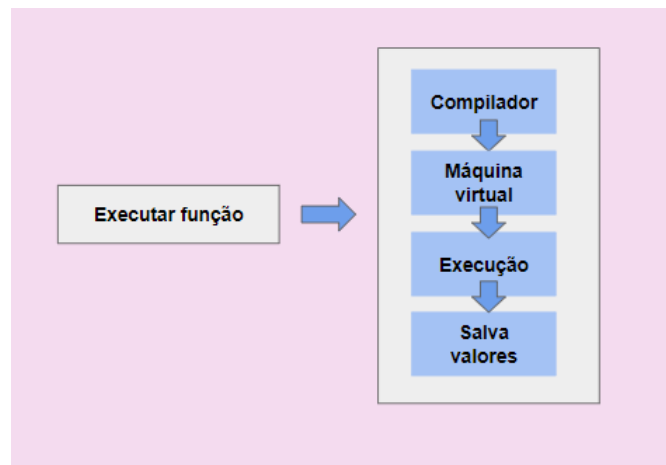 Executar função
Compilador
Máquina
virtual
Execução
Salva
valores